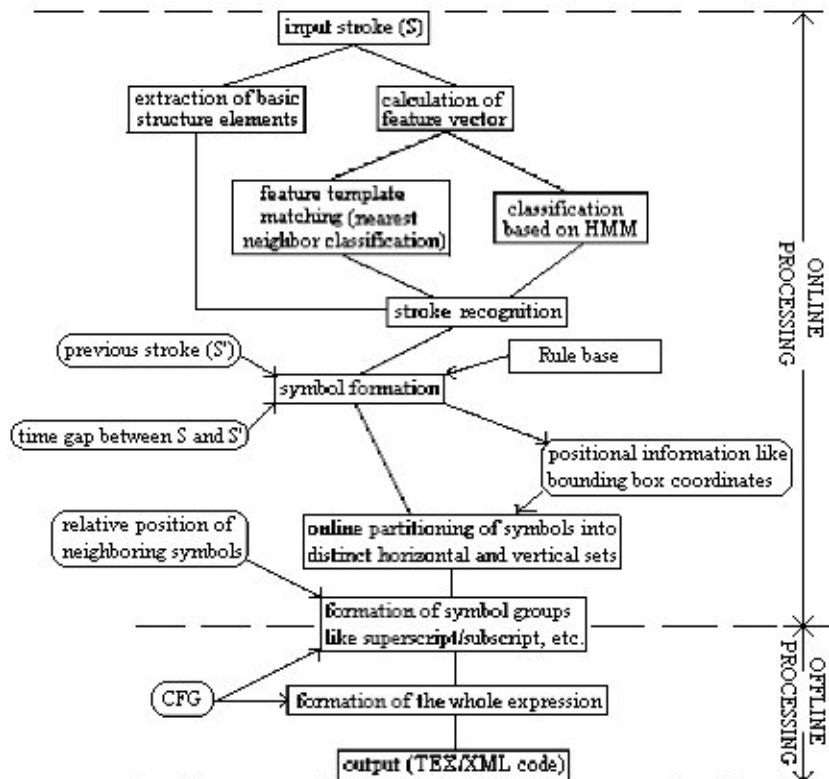 input stroke (S)
extraction of basic
structure elements
calculation of
feature vector
feature template
matching (nearest
neighbor classification)
classification
based on HMM
stroke recognition
previous stroke (S')
Rule base
symbol formation
time gap between S and S'
positional information like
bounding box coordinates
relative position of
neighboring symbols
online partitioning of symbols into
distinct horizontal and vertical sets
formation of symbol groups
like superscript/subscript, etc.
CFG
formation of the whole expression
output (TEX/XML code)
ONLINE
PROCESSING
OFFLINE
PROCESSING